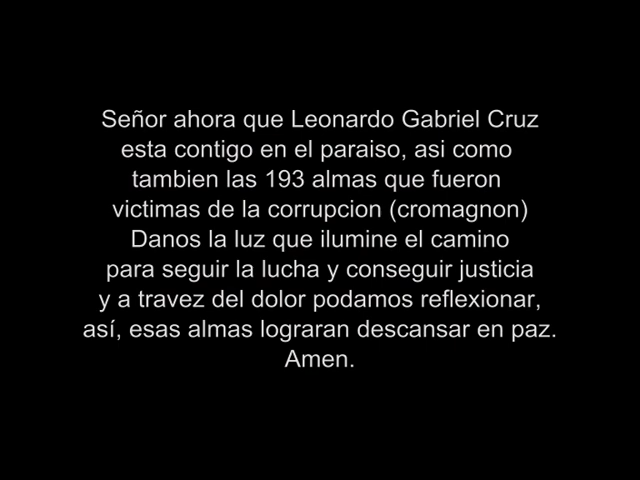 Señor ahora que Leonardo Gabriel Cruz
esta contigo en el paraiso, asi como
tambien las 193 almas que fueron
victimas de la corrupcion (cromagnon)
Danos la luz que ilumine el camino
para seguir la lucha y conseguir justicia
y a travez del dolor podamos reflexionar,
así, esas almas lograran descansar en paz.
Amen.